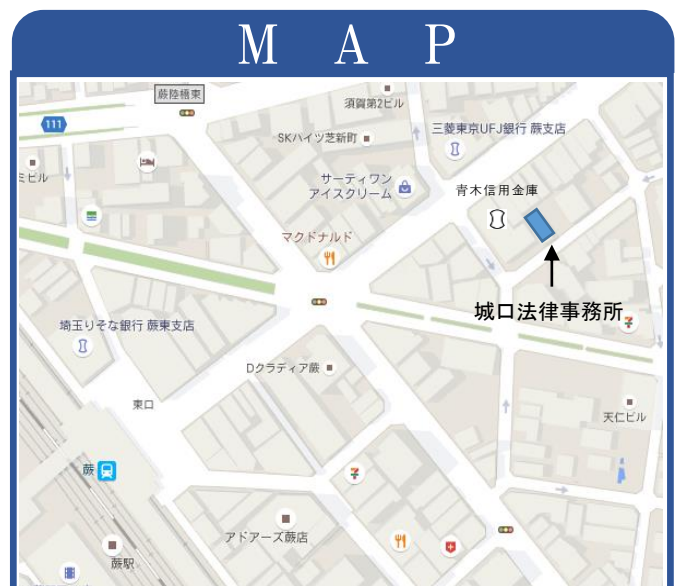 MAP
蕨陸橋東
須賀第2ビル
111
三菱東京UFJ銀行 蕨支店
SKハイツ芝新町
ミビル
サーティワン
アイスクリーム
青木信用金庫
マクドナルド
城口法律事務所
埼玉りそな銀行 蕨東支店
Dクラディア蕨
東口
天仁ビル
蕨
アドアーズ蕨店
蕨駅